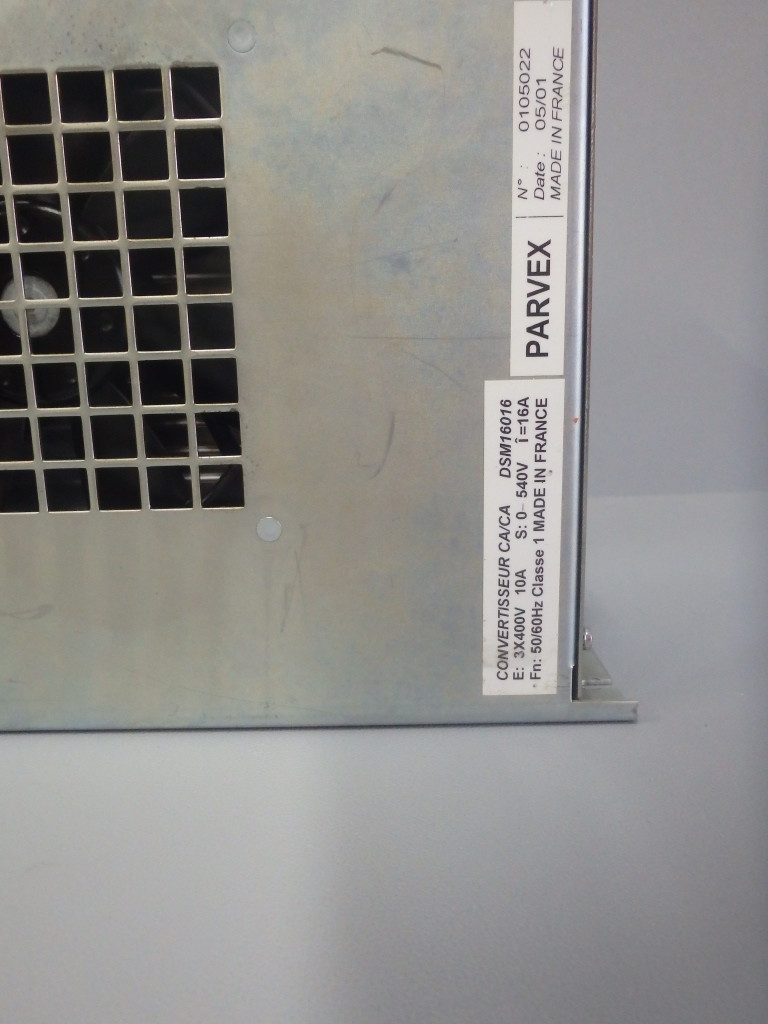 CONVERTISSEUR CA/CA DSM16016
E: 3X400V 10A S: 0- 540V Î=16A
Fn: 50/60Hz Classe 1 MADE IN FRANCE
PARVEX
N° : 0105022
Date : 05/01
MADE IN FRANCE